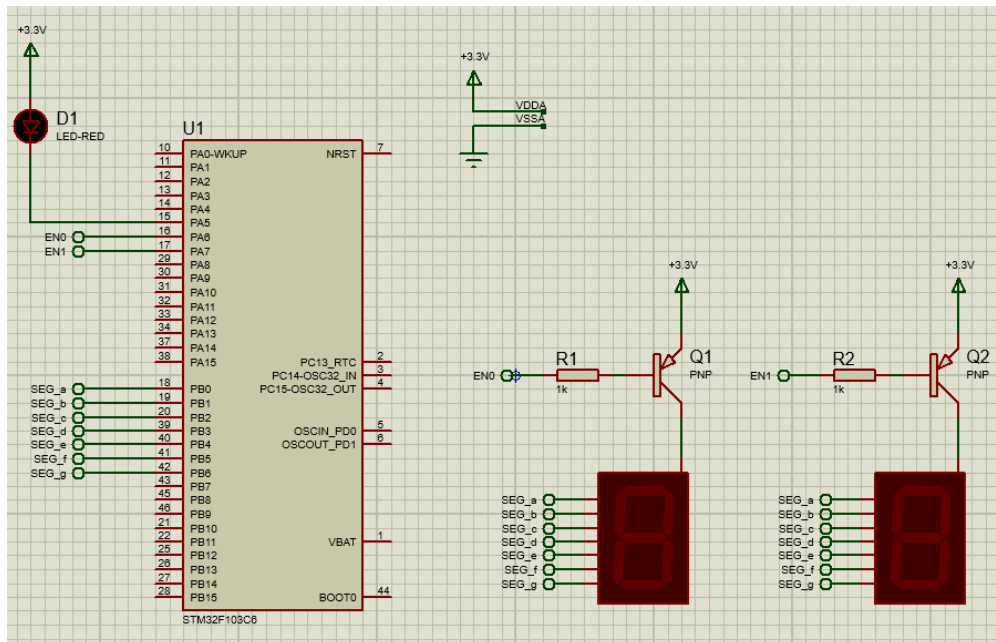 +3.3V
D1
LED-RED
+3.3V
VDDA
VSSA
U1
10 PA0-WKUP NRST 7
11 PA1
12 PA2
13 PA3
14 PA4
15 PA5
EN0 16 PA6
EN1 17 PA7
29 PA8
30 PA9
31 PA10
32 PA11
33 PA12
34 PA13
37 PA14
38 PA15
PC13_RTC 2
PC14-OSC32_IN 3
SEG_a 18 PB0 PC15-OSC32_OUT 4
SEG_b 19 PB1
SEG_c 20 PB2
SEG_d 39 PB3 OSCIN_PD0 5
SEG_e 40 PB4 OSCOUT_PD1 6
SEG_f 41 PB5
SEG_g 42 PB6
43 PB7
45 PB8
46 PB9
21 PB10
22 PB11 VBAT 1
25 PB12
26 PB13
27 PB14
28 PB15 BOOT0 44
STM32F103C6
+3.3V
EN0
R1
1k
Q1
PNP
SEG_a
SEG_b
SEG_c
SEG_d
SEG_e
SEG_f
SEG_g
+3.3V
EN1
R2
1k
Q2
PNP
SEG_a
SEG_b
SEG_c
SEG_d
SEG_e
SEG_f
SEG_g